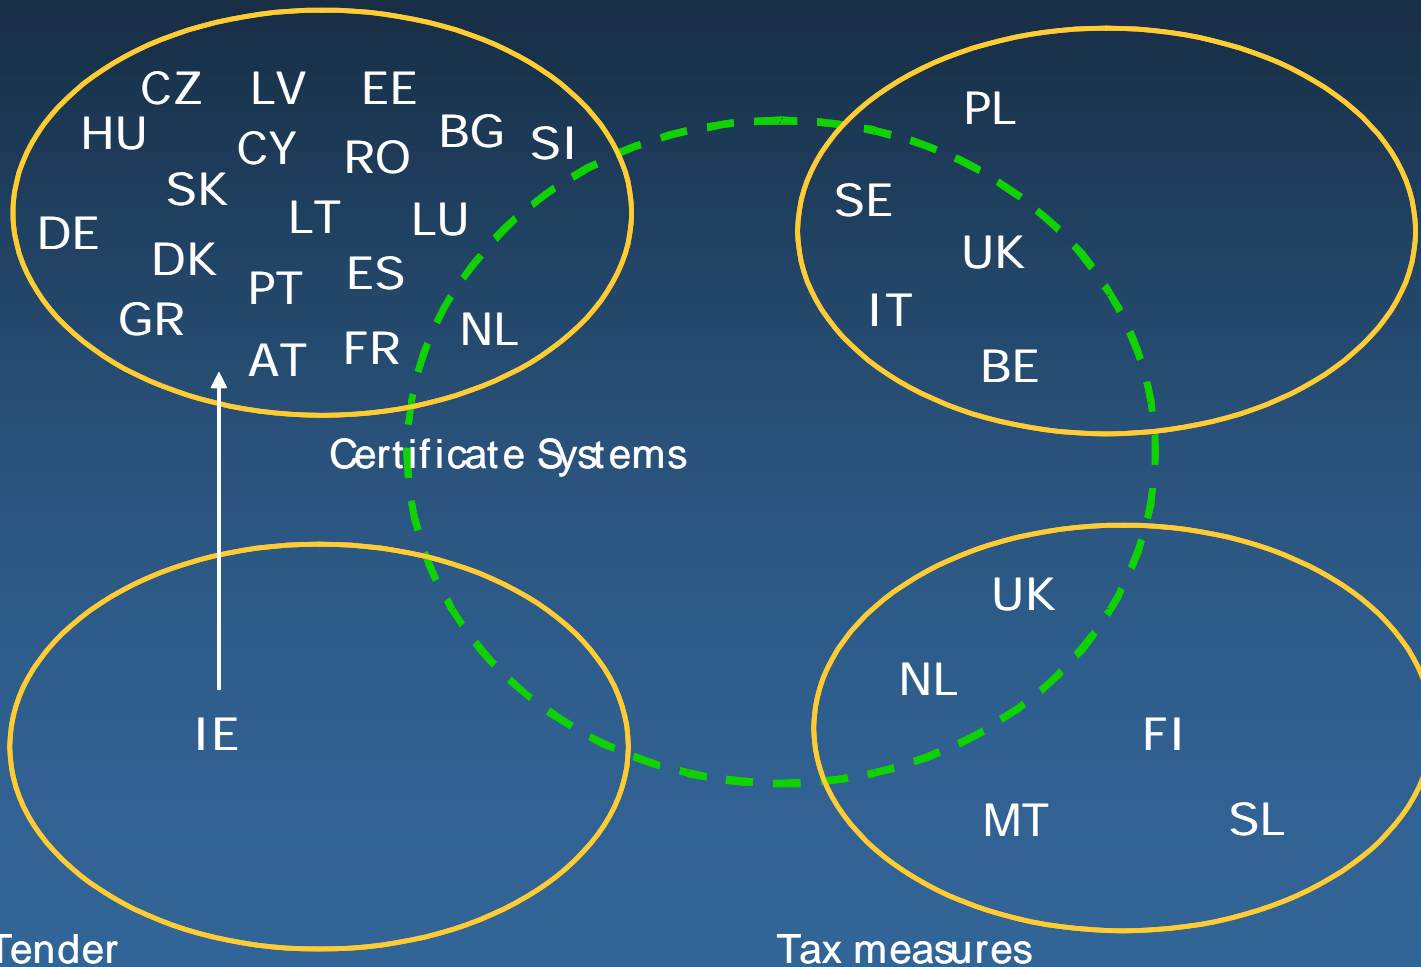 CZ LV EE
HU CY RO BG SI
SK LT LU
DE DK PT ES
GR AT FR NL
PL
SE
UK
IT
BE
Certificate Systems
IE
UK
NL
FI
MT SL
Tender
Tax measures